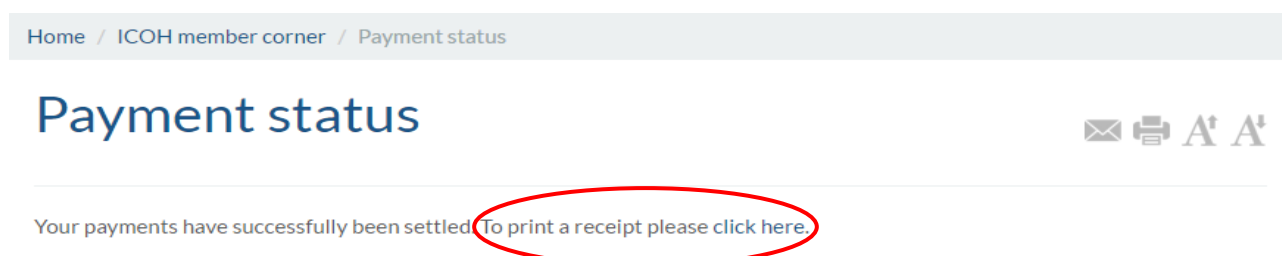 Home / ICOH member corner / Payment status
Payment status
A A
Your payments have successfully been settled. To print a receipt please click here.